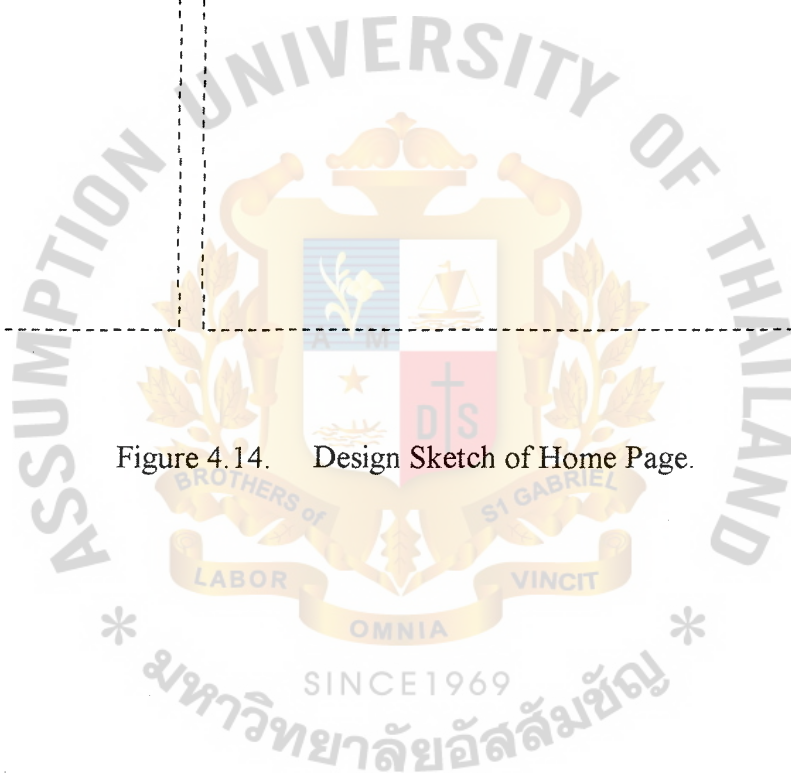 ASSUMPTION UNIVERSITY OF THAILAND
A M
D S
Figure 4.14. Design Sketch of Home Page.
BROTHERS of ST GABRIEL
LABOR VINCIT
OMNIA
* *
SINCE1969
มหาวิทยาลัยอัสสัมชัญ